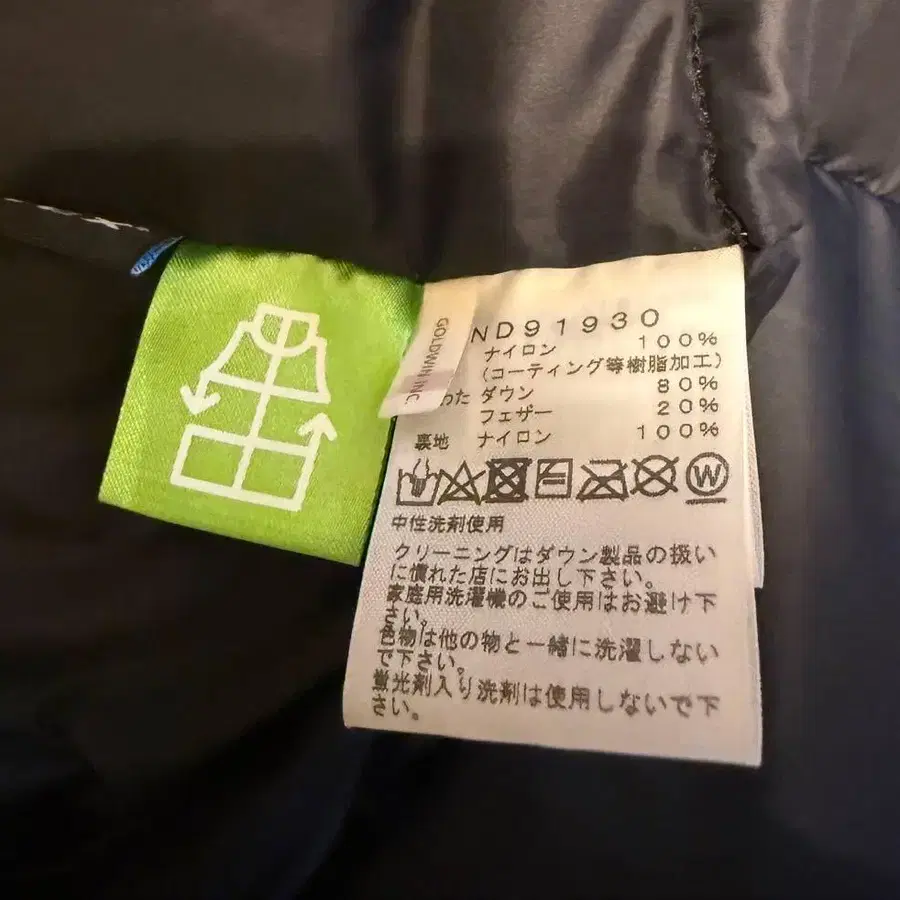 GOLDWIN INC.
ND91930
ナイロン 100%
(コーティング等樹脂加工)
わた ダウン 80%
フェザー 20%
裏地 ナイロン 100%
W
中性洗剤使用
クリーニングはダウン製品の扱い
に慣れた店にお出し下さい。
家庭用洗濯機のご使用はお避け下
さい。
色物は他の物と一緒に洗濯しない
で下さい。
蛍光剤入り洗剤は使用しないで下
さい。